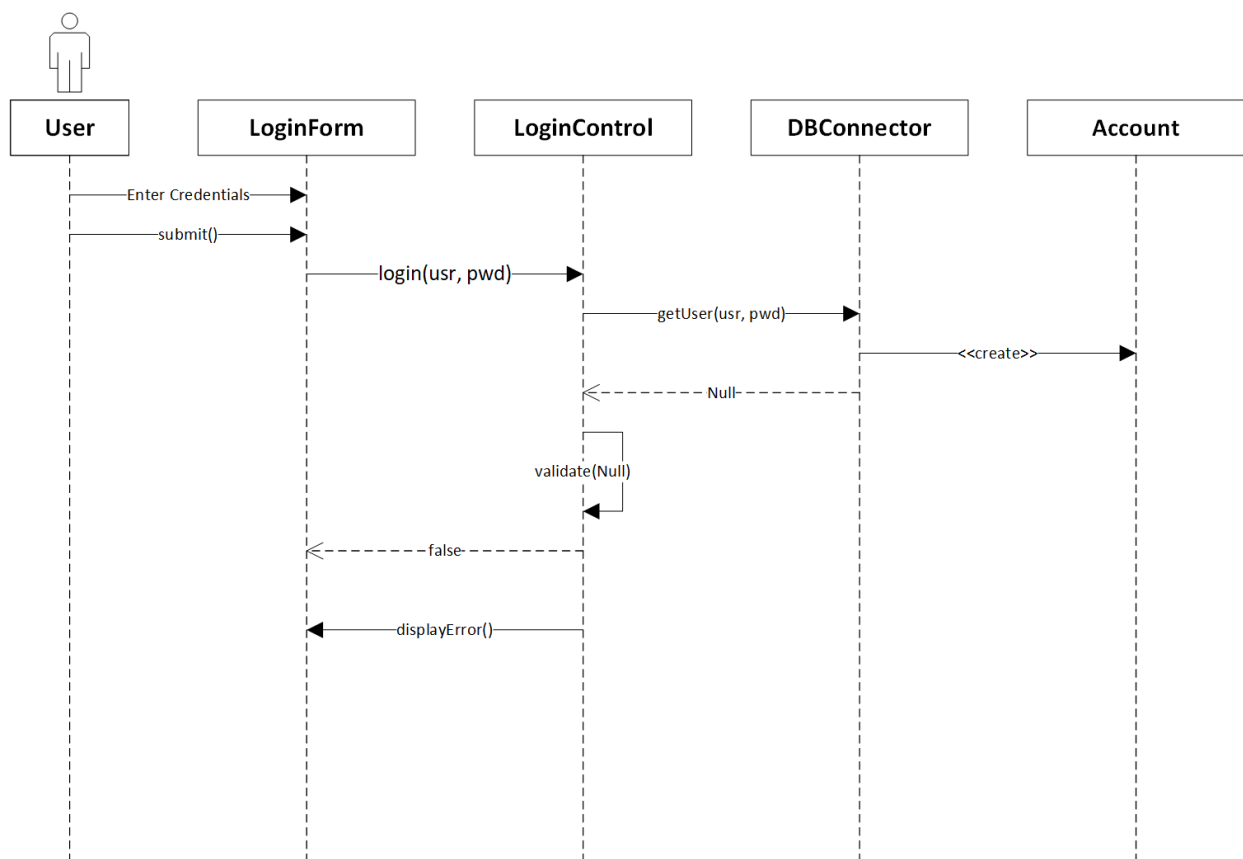 User
LoginForm
LoginControl
DBConnector
Account
Enter Credentials
submit()
login(usr, pwd)
getUser(usr, pwd)
<<create>>
Null
validate(Null)
false
displayError()